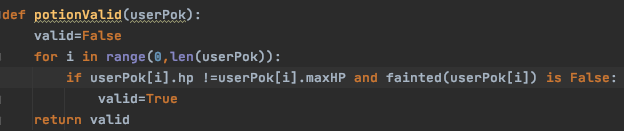 def potionValid(userPok):
    valid=False
    for i in range(0,len(userPok)):
        if userPok[i].hp !=userPok[i].maxHP and fainted(userPok[i]) is False:
            valid=True
    return valid